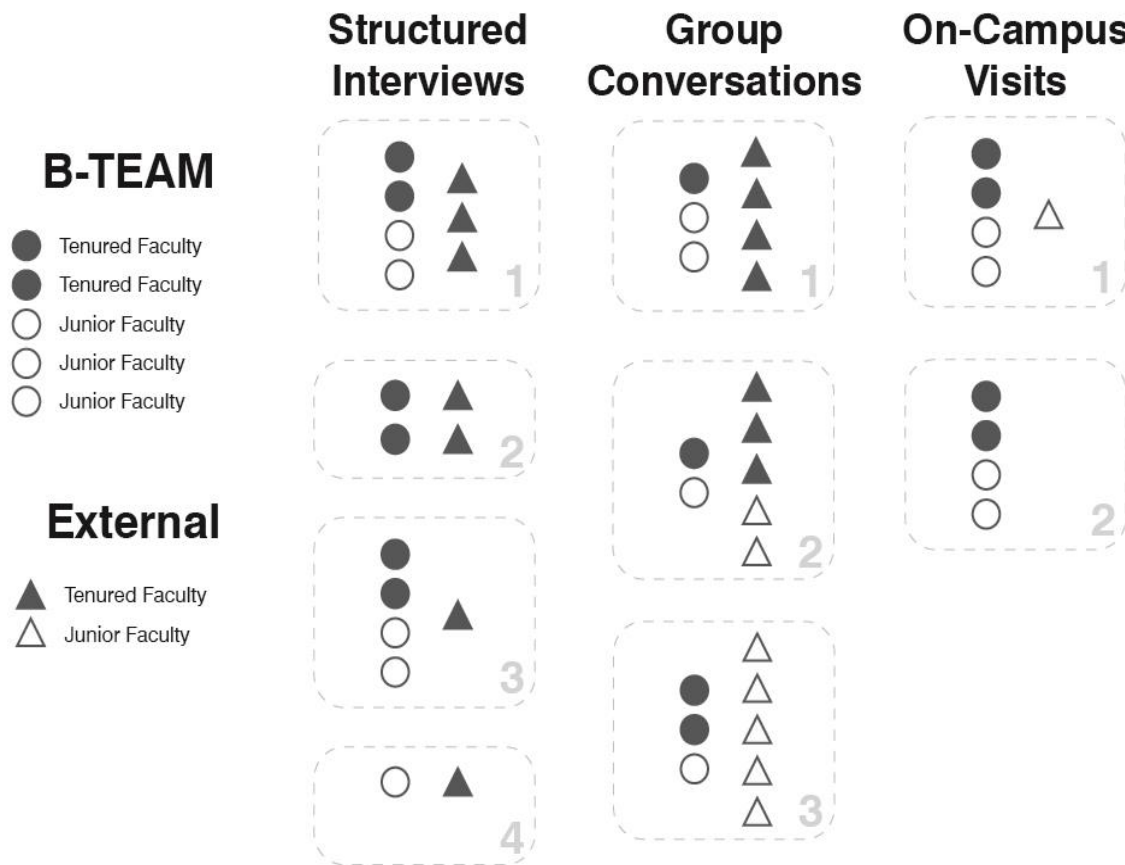 Structured
Interviews
Group
Conversations
On-Campus
Visits
B-TEAM
Tenured Faculty
Tenured Faculty
Junior Faculty
Junior Faculty
Junior Faculty
External
Tenured Faculty
Junior Faculty
1
2
3
4
1
2
3
1
2